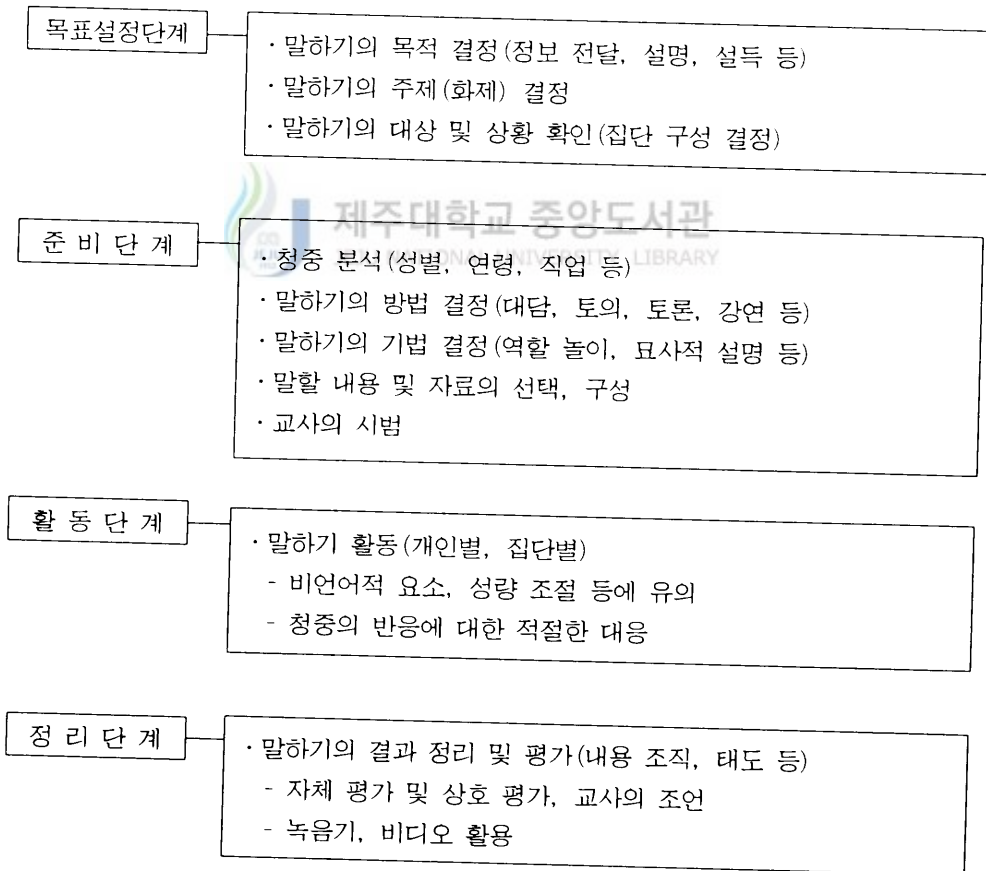 목표설정단계
· 말하기의 목적 결정(정보 전달, 설명, 설득 등)
· 말하기의 주제(화제) 결정
· 말하기의 대상 및 상황 확인(집단 구성 결정)
제주대학교 중앙도서관
JEJU NATIONAL UNIVERSITY LIBRARY
준 비 단 계
· 청중 분석(성별, 연령, 직업 등)
· 말하기의 방법 결정(대담, 토의, 토론, 강연 등)
· 말하기의 기법 결정(역할 놀이, 묘사적 설명 등)
· 말할 내용 및 자료의 선택, 구성
· 교사의 시범
활 동 단 계
· 말하기 활동(개인별, 집단별)
- 비언어적 요소, 성량 조절 등에 유의
- 청중의 반응에 대한 적절한 대응
정 리 단 계
· 말하기의 결과 정리 및 평가(내용 조직, 태도 등)
- 자체 평가 및 상호 평가, 교사의 조언
- 녹음기, 비디오 활용